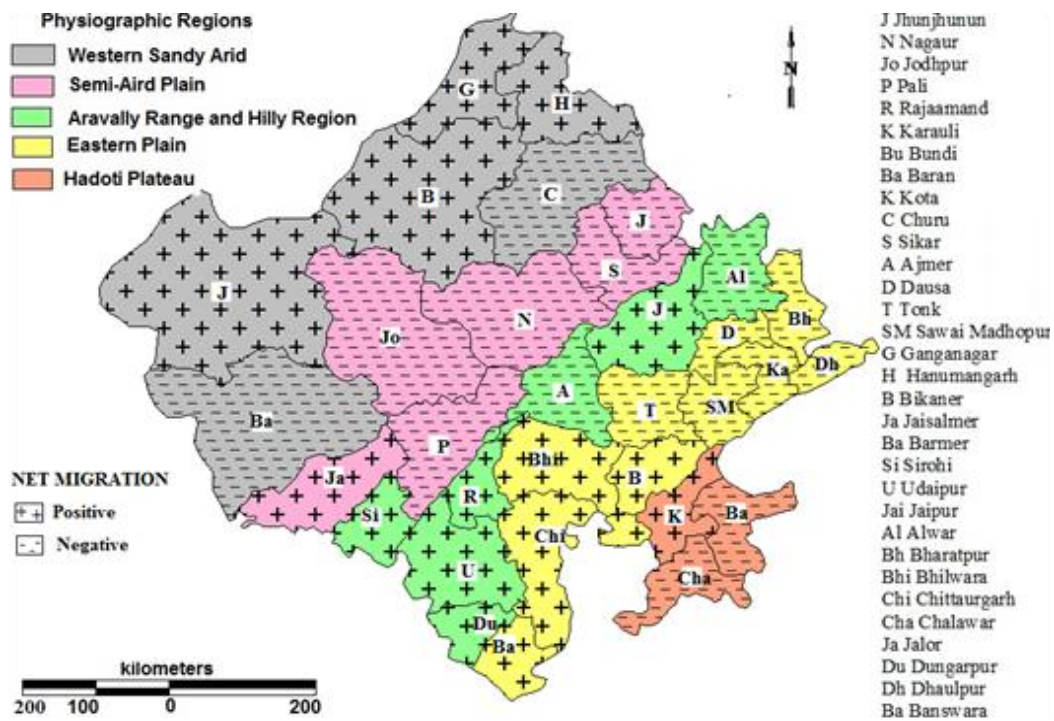 Physiographic Regions
Western Sandy Arid
Semi-Aird Plain
Aravally Range and Hilly Region
Eastern Plain
Hadoti Plateau
N
G
H
B
C
J
S
J
Jo
N
J
Al
D
Bh
Ka
Dh
A
T
SM
Ba
P
Ja
Si
R
Bhi
B
K
Ba
Chi
Cha
U
Du
Ba
NET MIGRATION
+ + Positive
- - Negative
kilometers
200 100 0 200
J Jhunjhunun
N Nagaur
Jo Jodhpur
P Pali
R Rajaamand
K Karauli
Bu Bundi
Ba Baran
K Kota
C Churu
S Sikar
A Ajmer
D Dausa
T Tonk
SM Sawai Madhopur
G Ganganagar
H Hanumangarh
B Bikaner
Ja Jaisalmer
Ba Barmer
Si Sirohi
U Udaipur
Jai Jaipur
Al Alwar
Bh Bharatpur
Bhi Bhilwara
Chi Chittaurgarh
Cha Chalawar
Ja Jalor
Du Dungarpur
Dh Dhaulpur
Ba Banswara